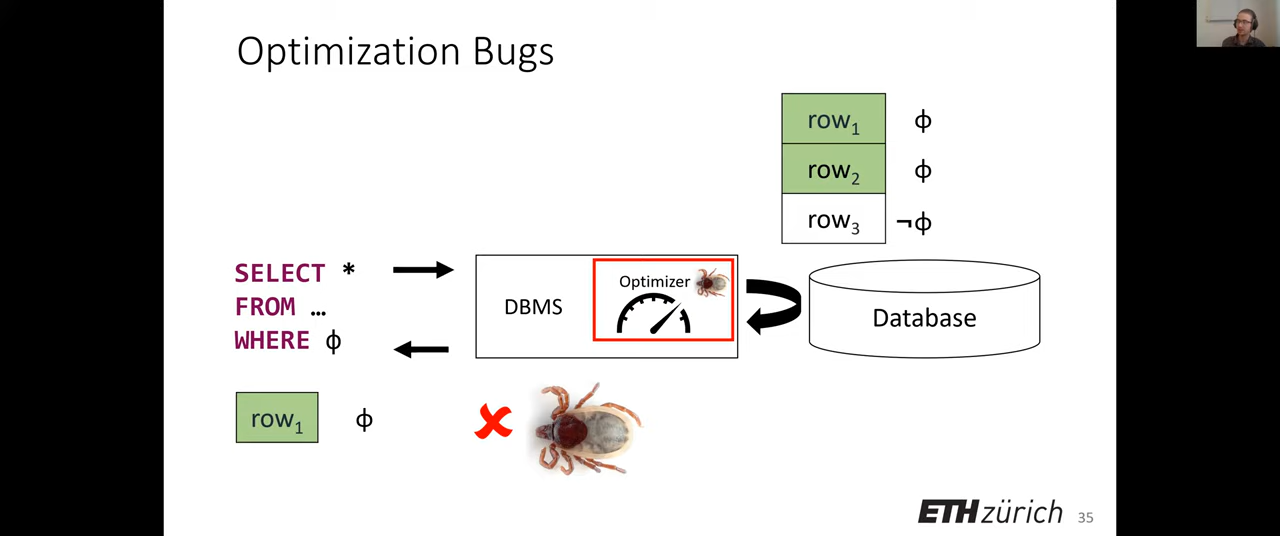 Optimization Bugs
row₁ ϕ
row₂ ϕ
row₃ ¬ϕ
SELECT *
FROM …
WHERE ϕ
DBMS
Optimizer
Database
row₁ ϕ
ETH zürich
35